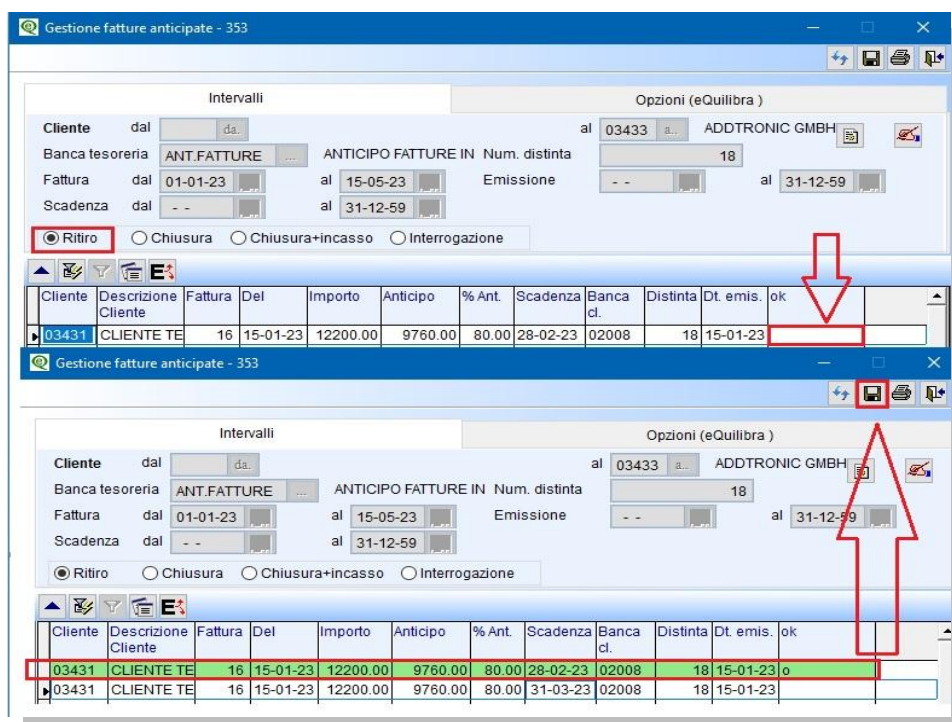 Gestione fatture anticipate - 353
Intervalli Opzioni (eQuilibra )
Cliente dal da. al 03433 a... ADDTRONIC GMBH
Banca tesoreria ANT.FATTURE ... ANTICIPO FATTURE IN Num. distinta 18
Fattura dal 01-01-23 al 15-05-23 Emissione - - al 31-12-59
Scadenza dal - - al 31-12-59
Ritiro Chiusura Chiusura+incasso Interrogazione
Cliente Descrizione Cliente Fattura Del Importo Anticipo % Ant. Scadenza Banca cl. Distinta Dt. emis. ok
03431 CLIENTE TE 16 15-01-23 12200.00 9760.00 80.00 28-02-23 02008 18 15-01-23
Gestione fatture anticipate - 353
Intervalli Opzioni (eQuilibra )
Cliente dal da. al 03433 a... ADDTRONIC GMBH
Banca tesoreria ANT.FATTURE ... ANTICIPO FATTURE IN Num. distinta 18
Fattura dal 01-01-23 al 15-05-23 Emissione - - al 31-12-59
Scadenza dal - - al 31-12-59
Ritiro Chiusura Chiusura+incasso Interrogazione
Cliente Descrizione Cliente Fattura Del Importo Anticipo % Ant. Scadenza Banca cl. Distinta Dt. emis. ok
03431 CLIENTE TE 16 15-01-23 12200.00 9760.00 80.00 28-02-23 02008 18 15-01-23 o
03431 CLIENTE TE 16 15-01-23 12200.00 9760.00 80.00 31-03-23 02008 18 15-01-23